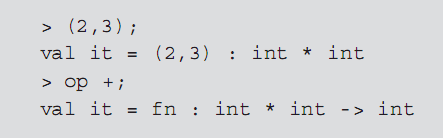 > (2,3);
val it = (2,3) : int * int
> op +;
val it = fn : int * int -> int